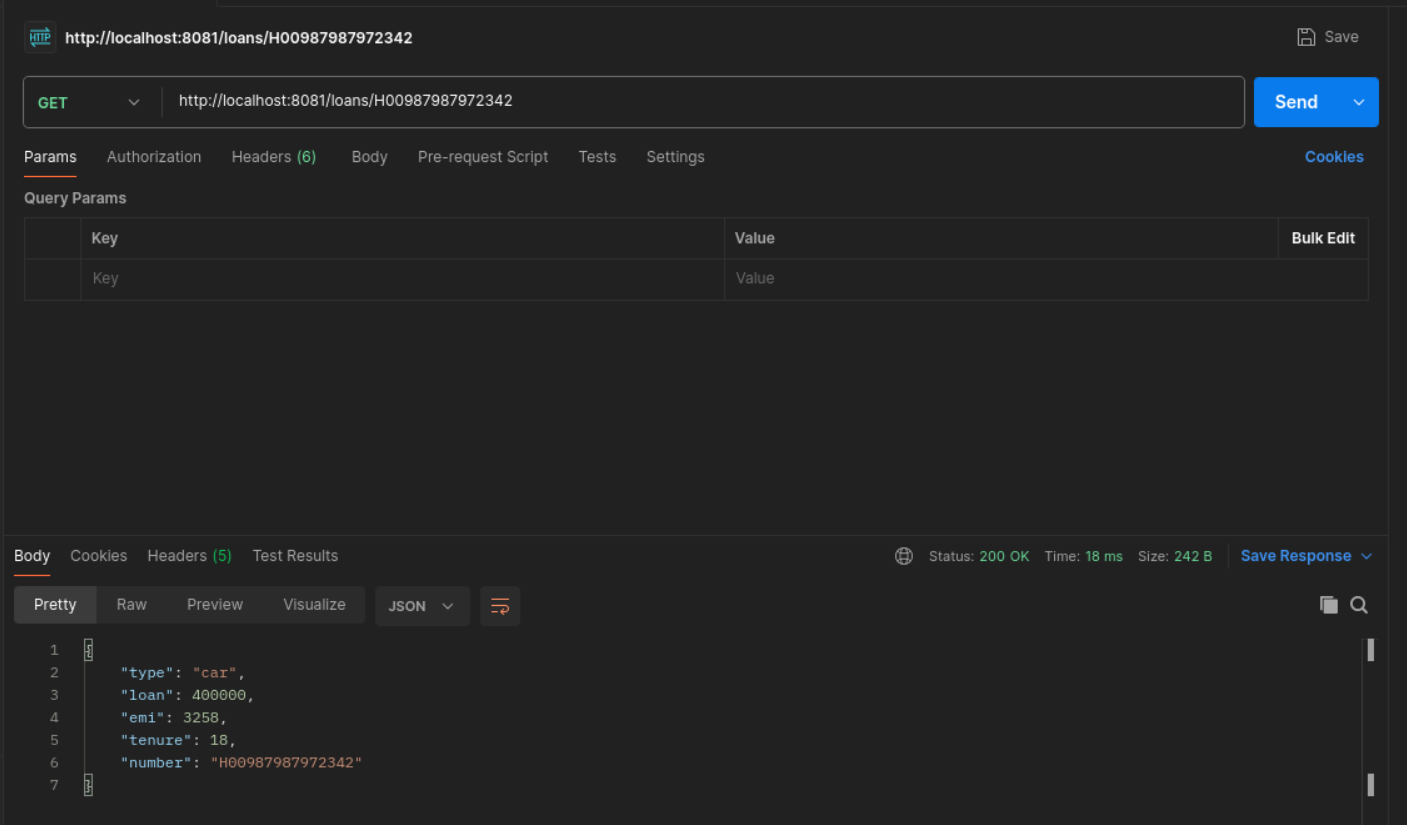 HTTP http://localhost:8081/loans/H00987987972342 Save
GET http://localhost:8081/loans/H00987987972342 Send
Params Authorization Headers (6) Body Pre-request Script Tests Settings Cookies
Query Params
Key Value Bulk Edit
Key Value
Body Cookies Headers (5) Test Results Status: 200 OK Time: 18 ms Size: 242 B Save Response
Pretty Raw Preview Visualize JSON
1 {
2 "type": "car",
3 "loan": 400000,
4 "emi": 3258,
5 "tenure": 18,
6 "number": "H00987987972342"
7 }